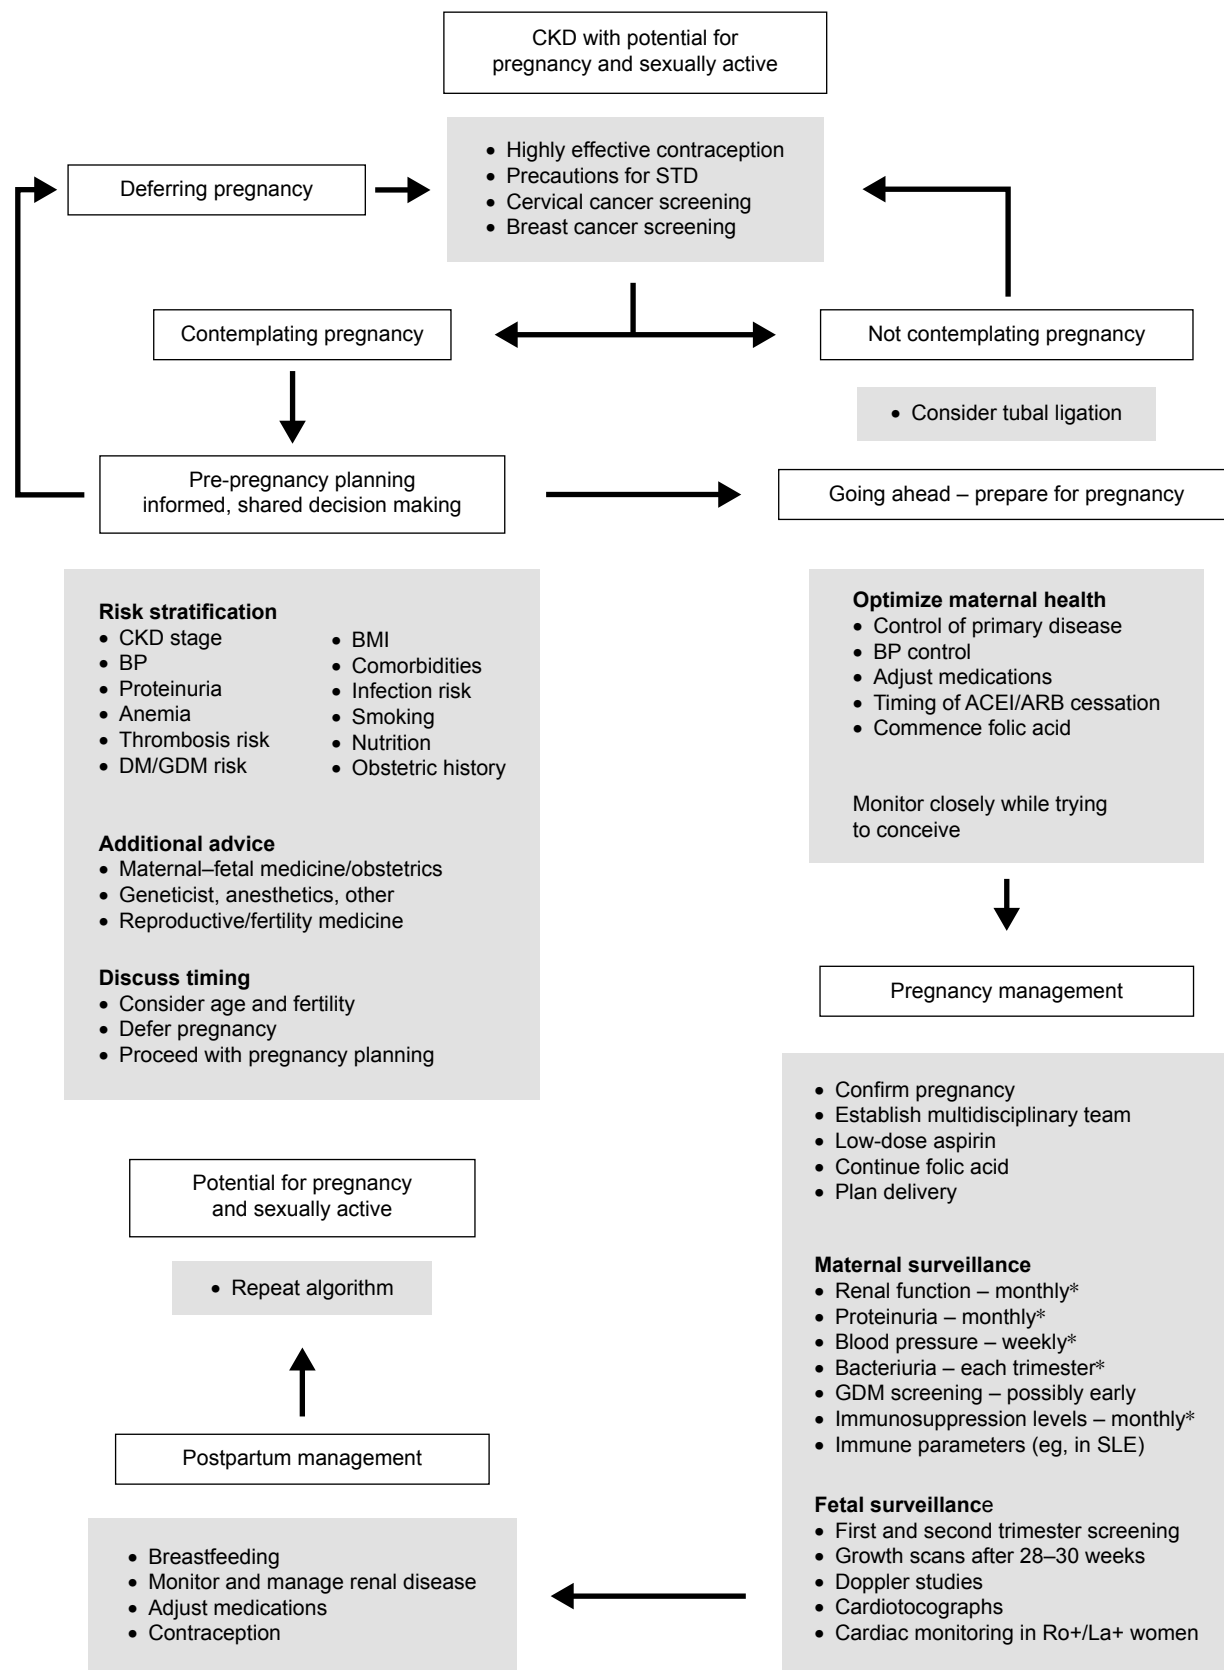 CKD with potential for
pregnancy and sexually active
• Highly effective contraception
• Precautions for STD
• Cervical cancer screening
• Breast cancer screening
Deferring pregnancy
Contemplating pregnancy
Not contemplating pregnancy
• Consider tubal ligation
Pre-pregnancy planning
informed, shared decision making
Going ahead – prepare for pregnancy
Risk stratification
• CKD stage
• BP
• Proteinuria
• Anemia
• Thrombosis risk
• DM/GDM risk
• BMI
• Comorbidities
• Infection risk
• Smoking
• Nutrition
• Obstetric history
Additional advice
• Maternal–fetal medicine/obstetrics
• Geneticist, anesthetics, other
• Reproductive/fertility medicine
Discuss timing
• Consider age and fertility
• Defer pregnancy
• Proceed with pregnancy planning
Optimize maternal health
• Control of primary disease
• BP control
• Adjust medications
• Timing of ACEI/ARB cessation
• Commence folic acid
Monitor closely while trying
to conceive
Pregnancy management
• Confirm pregnancy
• Establish multidisciplinary team
• Low-dose aspirin
• Continue folic acid
• Plan delivery
Maternal surveillance
• Renal function – monthly*
• Proteinuria – monthly*
• Blood pressure – weekly*
• Bacteriuria – each trimester*
• GDM screening – possibly early
• Immunosuppression levels – monthly*
• Immune parameters (eg, in SLE)
Fetal surveillance
• First and second trimester screening
• Growth scans after 28–30 weeks
• Doppler studies
• Cardiotocographs
• Cardiac monitoring in Ro+/La+ women
Potential for pregnancy
and sexually active
• Repeat algorithm
Postpartum management
• Breastfeeding
• Monitor and manage renal disease
• Adjust medications
• Contraception